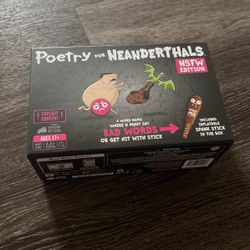 Poetry for NEANDERTHALS
NSFW
EDITION
EXPLICIT
CONTENT
AGES 17+
A WORD GAME
WHERE U MUST SAY
BAD WORDS
OR GET HIT WITH STICK
INCLUDES
INFLATABLE
SPANK STICK
IN THE BOX